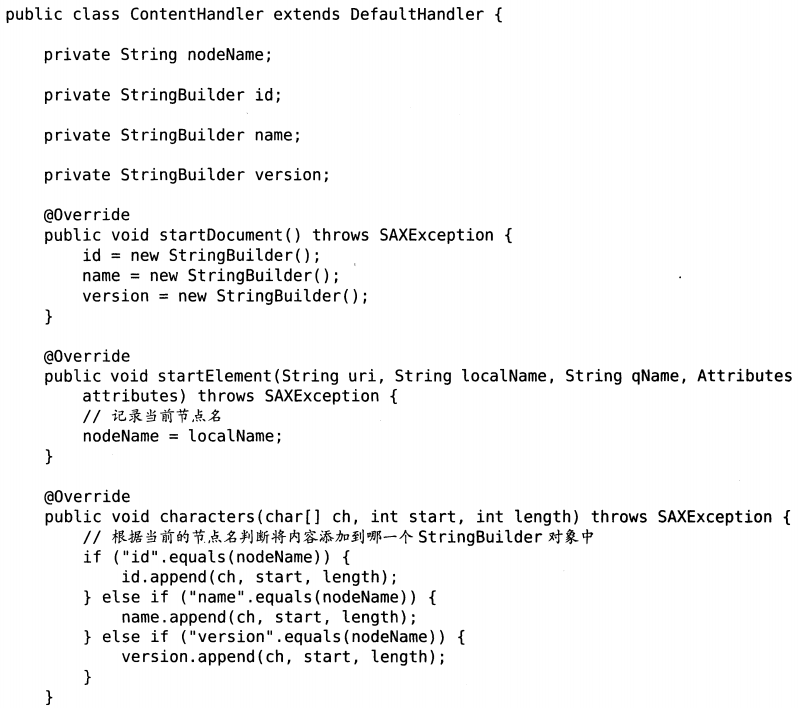 public class ContentHandler extends DefaultHandler {
private String nodeName;
private StringBuilder id;
private StringBuilder name;
private StringBuilder version;
@Override
public void startDocument() throws SAXException {
id = new StringBuilder();
name = new StringBuilder();
version = new StringBuilder();
}
@Override
public void startElement(String uri, String localName, String qName, Attributes
attributes) throws SAXException {
// 记录当前节点名
nodeName = localName;
}
@Override
public void characters(char[] ch, int start, int length) throws SAXException {
// 根据当前的节点名判断将内容添加到哪一个 StringBuilder 对象中
if ("id".equals(nodeName)) {
id.append(ch, start, length);
} else if ("name".equals(nodeName)) {
name.append(ch, start, length);
} else if ("version".equals(nodeName)) {
version.append(ch, start, length);
}
}